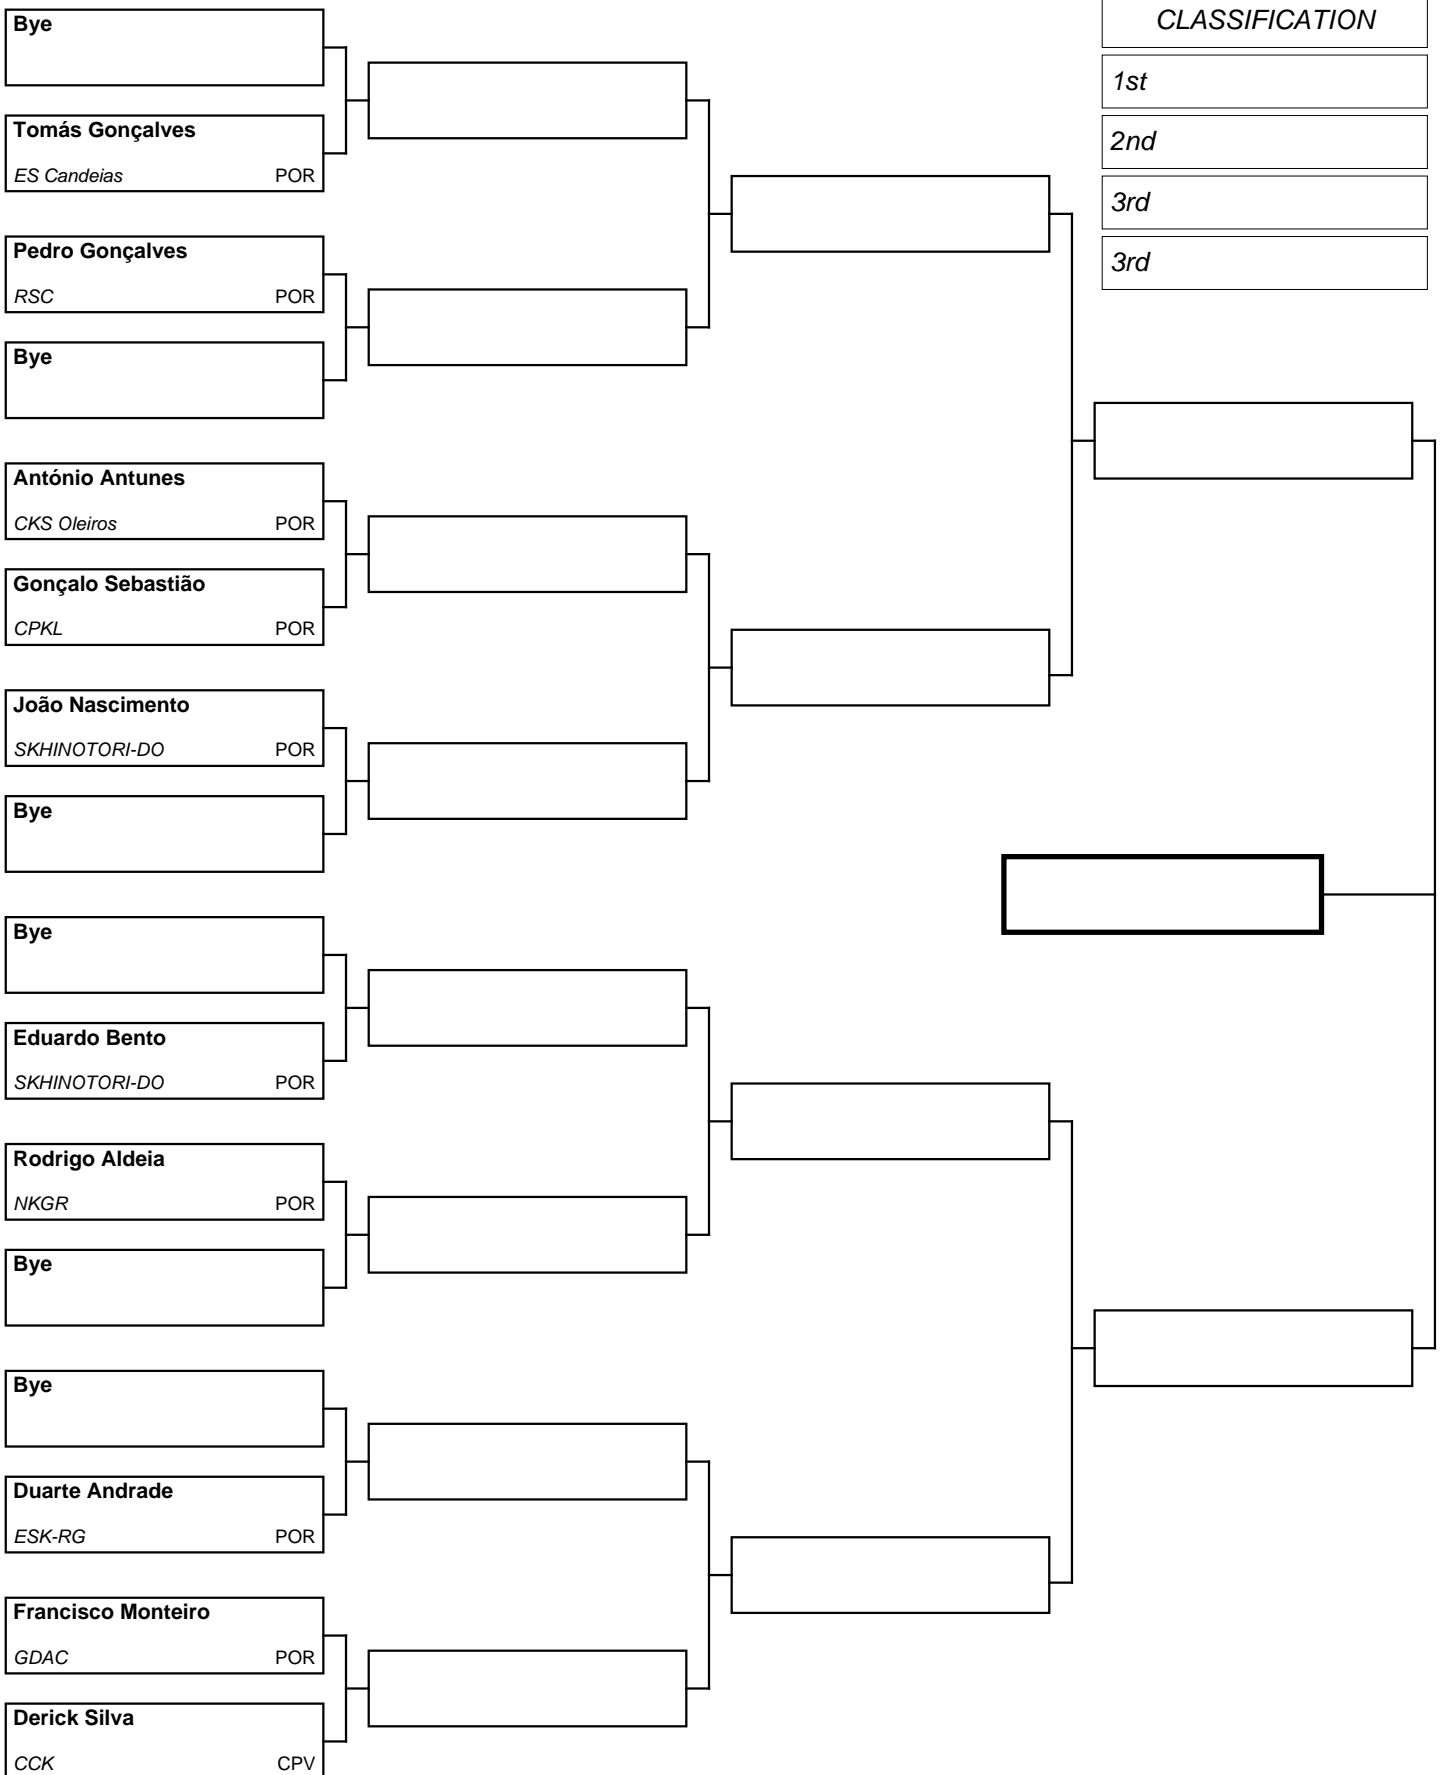 CLASSIFICATION
1st
2nd
3rd
3rd
Bye
Tomás Gonçalves
ES Candeias POR
Pedro Gonçalves
RSC POR
Bye
António Antunes
CKS Oleiros POR
Gonçalo Sebastião
CPKL POR
João Nascimento
SKHINOTORI-DO POR
Bye
Bye
Eduardo Bento
SKHINOTORI-DO POR
Rodrigo Aldeia
NKGR POR
Bye
Bye
Duarte Andrade
ESK-RG POR
Francisco Monteiro
GDAC POR
Derick Silva
CCK CPV